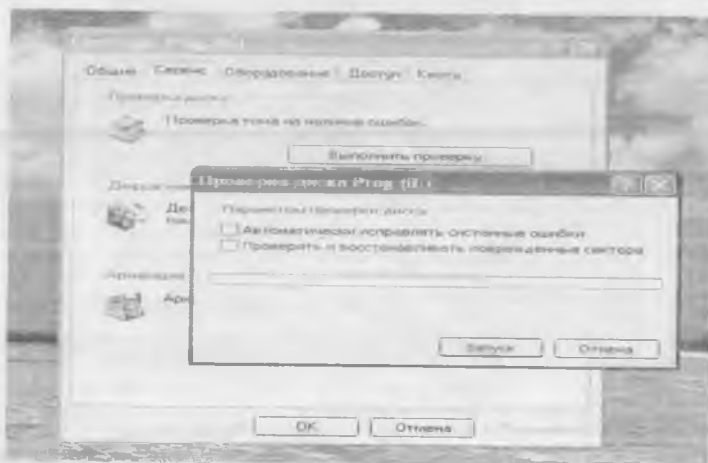 Общие Сервис Оборудование Доступ Квота
Проверка диска
Проверка тома на наличие ошибок.
Выполнить проверку
Проверка диска Prog (D:
Параметры проверки диска
Автоматически исправлять системные ошибки
Проверять и восстанавливать поврежденные сектора
Запуск Отмена
OK Отмена